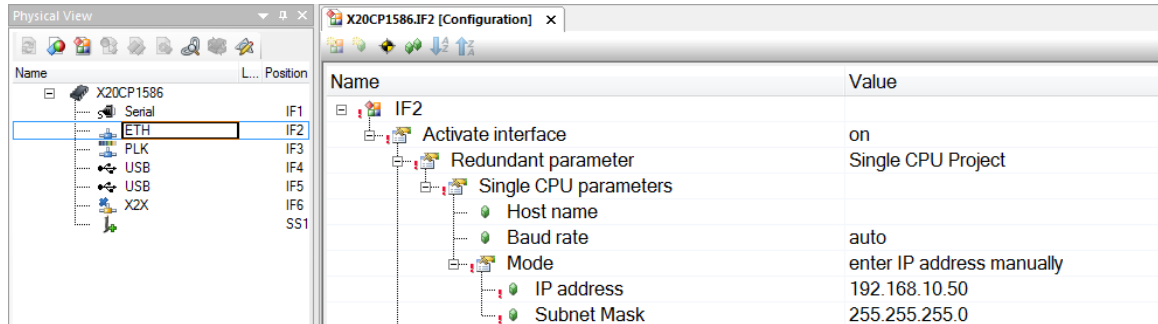 Physical View
Name L... Position
X20CP1586
Serial IF1
ETH IF2
PLK IF3
USB IF4
USB IF5
X2X IF6
SS1
X20CP1586.IF2 [Configuration] x
Name Value
IF2
Activate interface on
Redundant parameter Single CPU Project
Single CPU parameters
Host name
Baud rate auto
Mode enter IP address manually
IP address 192.168.10.50
Subnet Mask 255.255.255.0